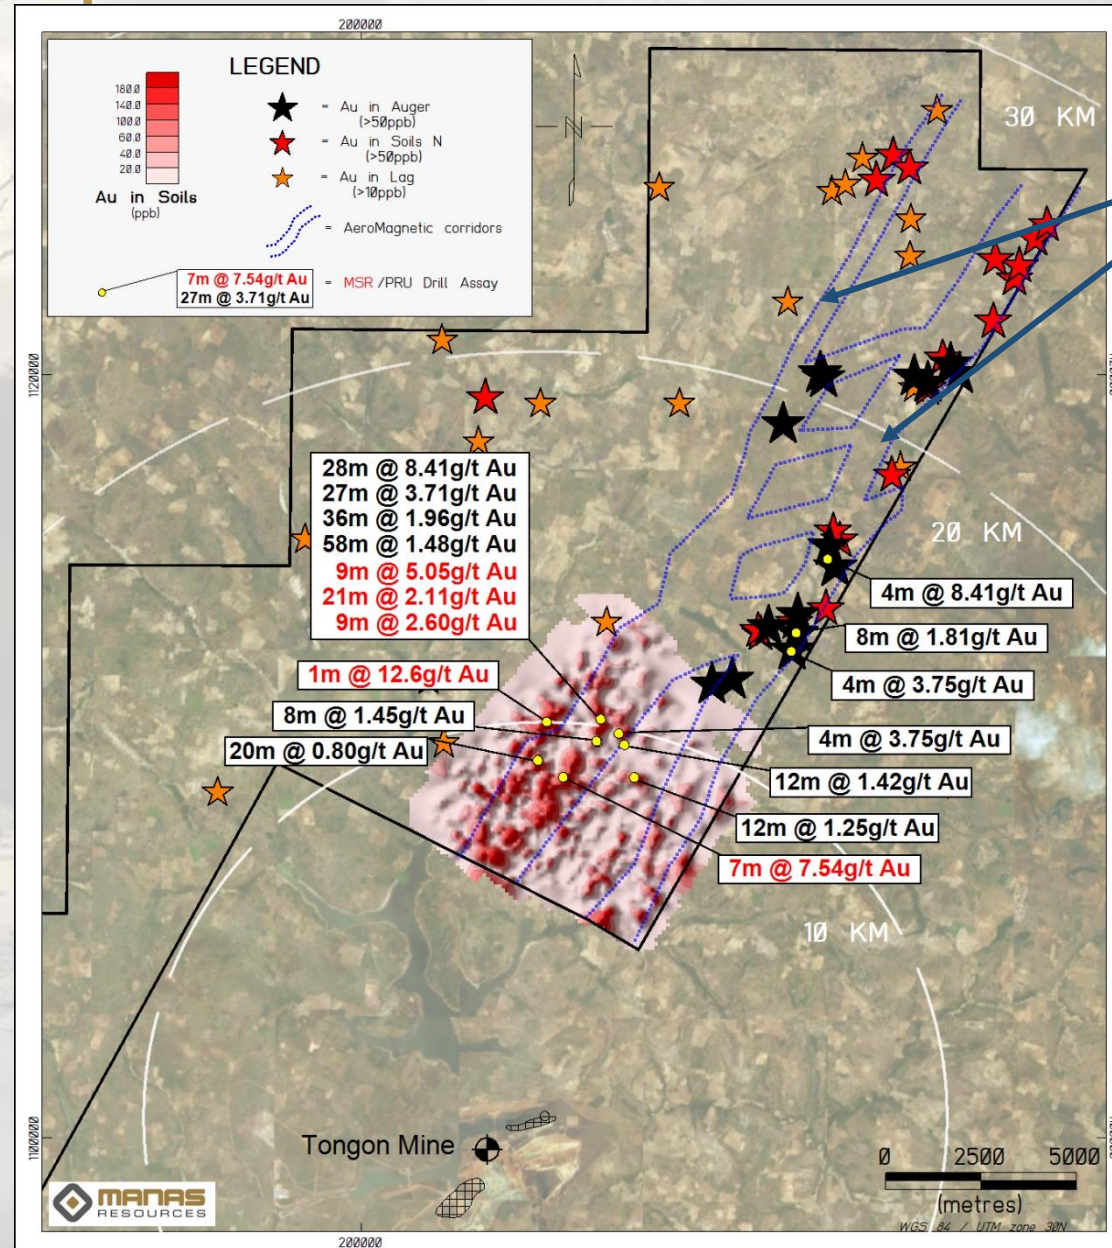 200000
LEGEND
180.0
140.0
100.0
60.0
40.0
20.0
Au in Soils
(ppb)
= Au in Auger
(>50ppb)
= Au in Soils N
(>50ppb)
= Au in Lag
(>10ppb)
= AeroMagnetic corridors
7m @ 7.54g/t Au
27m @ 3.71g/t Au
= MSR /PRU Drill Assay
N
30 KM
1120000
28m @ 8.41g/t Au
27m @ 3.71g/t Au
36m @ 1.96g/t Au
58m @ 1.48g/t Au
9m @ 5.05g/t Au
21m @ 2.11g/t Au
9m @ 2.60g/t Au
20 KM
4m @ 8.41g/t Au
8m @ 1.81g/t Au
4m @ 3.75g/t Au
1m @ 12.6g/t Au
8m @ 1.45g/t Au
20m @ 0.80g/t Au
4m @ 3.75g/t Au
12m @ 1.42g/t Au
12m @ 1.25g/t Au
7m @ 7.54g/t Au
10 KM
1100000
Tongon Mine
0 2500 5000
(metres)
WGS 84 / UTM zone 30N
MANAS
RESOURCES
200000